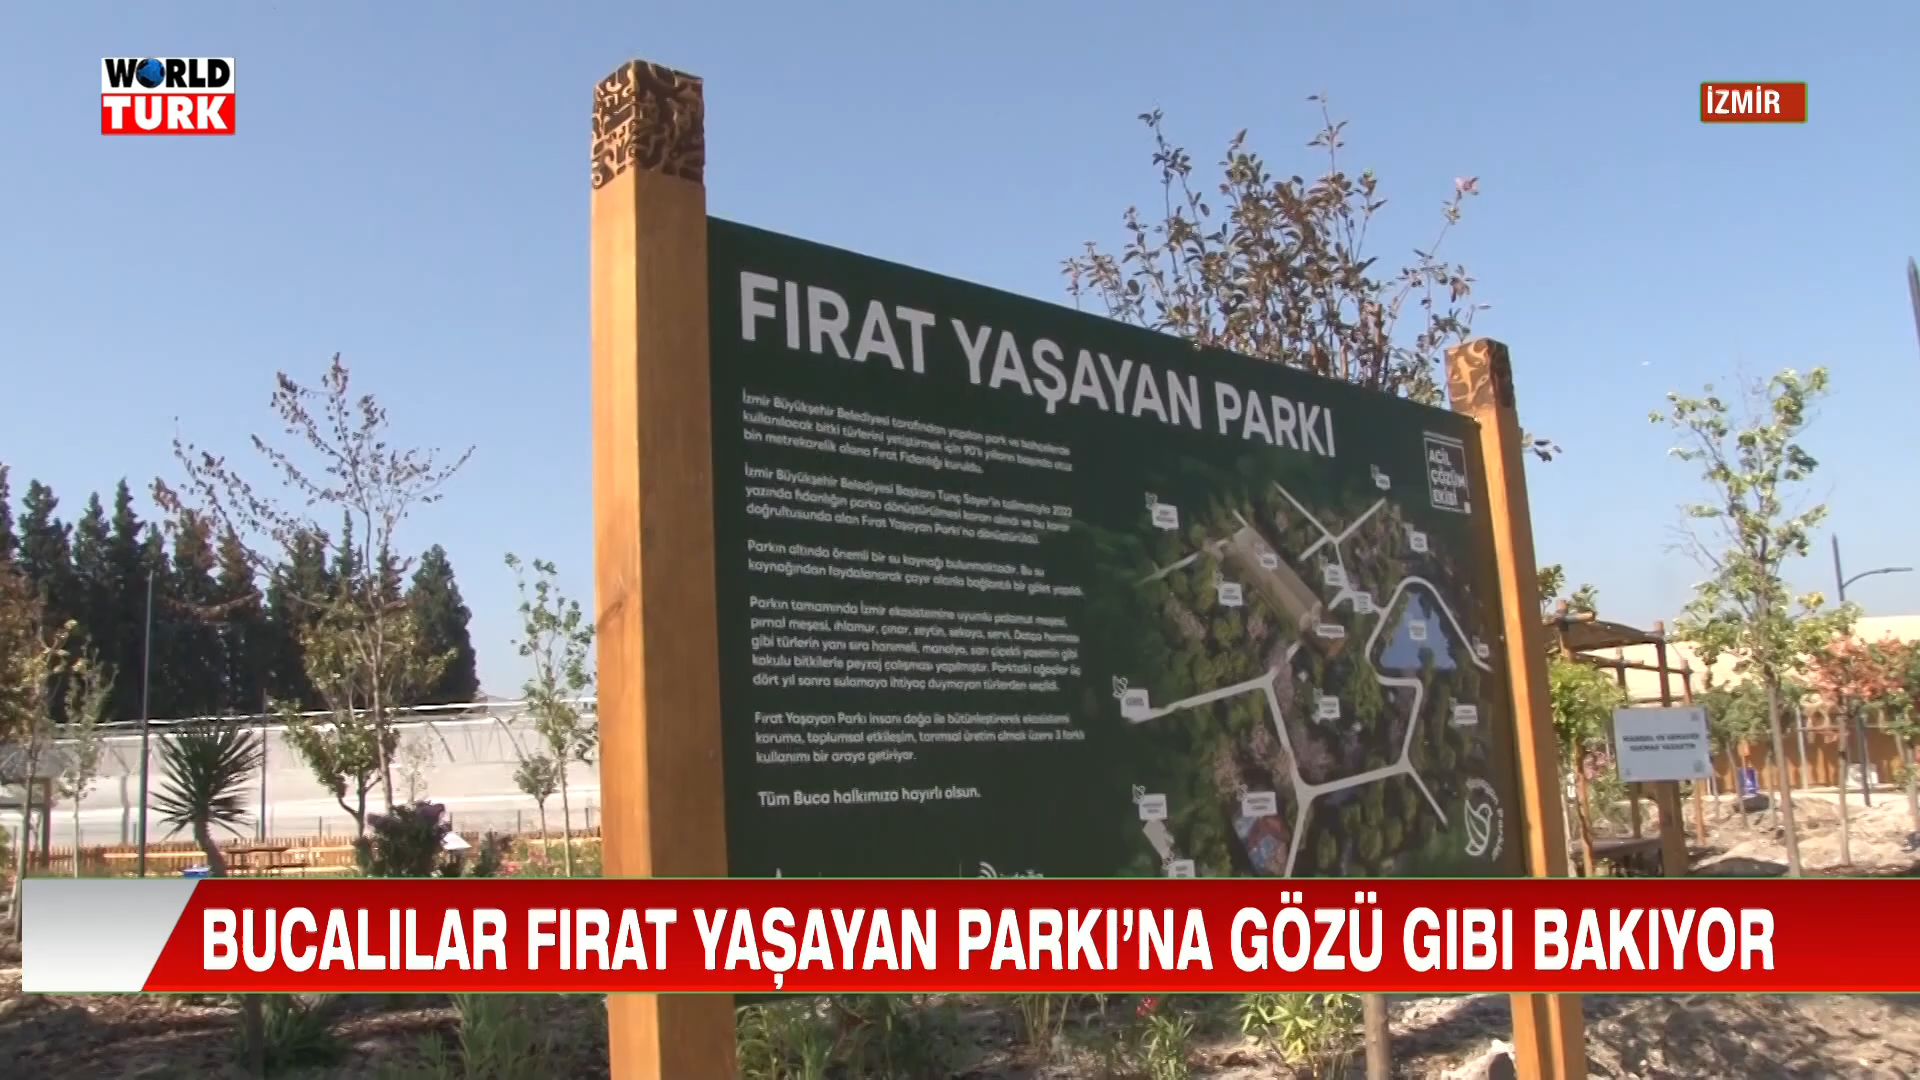 WORLD
TURK
İZMİR
FIRAT YAŞAYAN PARKI
İzmir Büyükşehir Belediyesi tarafından yapılan park ve bahçelerde
kullanılacak bitki türlerini yetiştirmek için 90'lı yılların başında otuz
bin metrekarelik alana Fırat Fidanlığı kuruldu.
İzmir Büyükşehir Belediyesi Başkanı Tunç Soyer'in talimatıyla 2022
yazında fidanlığın parka dönüştürülmesi kararı alındı ve bu karar
doğrultusunda alan Fırat Yaşayan Parkı'na dönüştürüldü.
Parkın altında önemli bir su kaynağı bulunmaktadır. Bu su
kaynağından faydalanarak çayır alanla bağlantılı bir gölet yapıldı.
Parkın tamamında İzmir ekosistemine uyumlu palamut meşesi,
pırnal meşesi, ıhlamur, çınar, zeytin, sekoya, servi, Datça hurması
gibi türlerin yanı sıra hanımeli, manolya, sarı çiçekli yasemin gibi
kokulu bitkilerle peyzaj çalışması yapılmıştır. Parktaki ağaçlar üç
dört yıl sonra sulamaya ihtiyaç duymayan türlerden seçildi.
Fırat Yaşayan Parkı insanı doğa ile bütünleştirerek ekosistemi
koruma, toplumsal etkileşim, tarımsal üretim olmak üzere 3 farklı
kullanımı bir araya getiriyor.
Tüm Buca halkımıza hayırlı olsun.
ACİL
ÇÖZÜM
EKİBİ
MANGAL VE SEMAVER
YAKMAK YASAKTIR
BUCALILAR FIRAT YAŞAYAN PARKI’NA GÖZÜ GIBI BAKIYOR